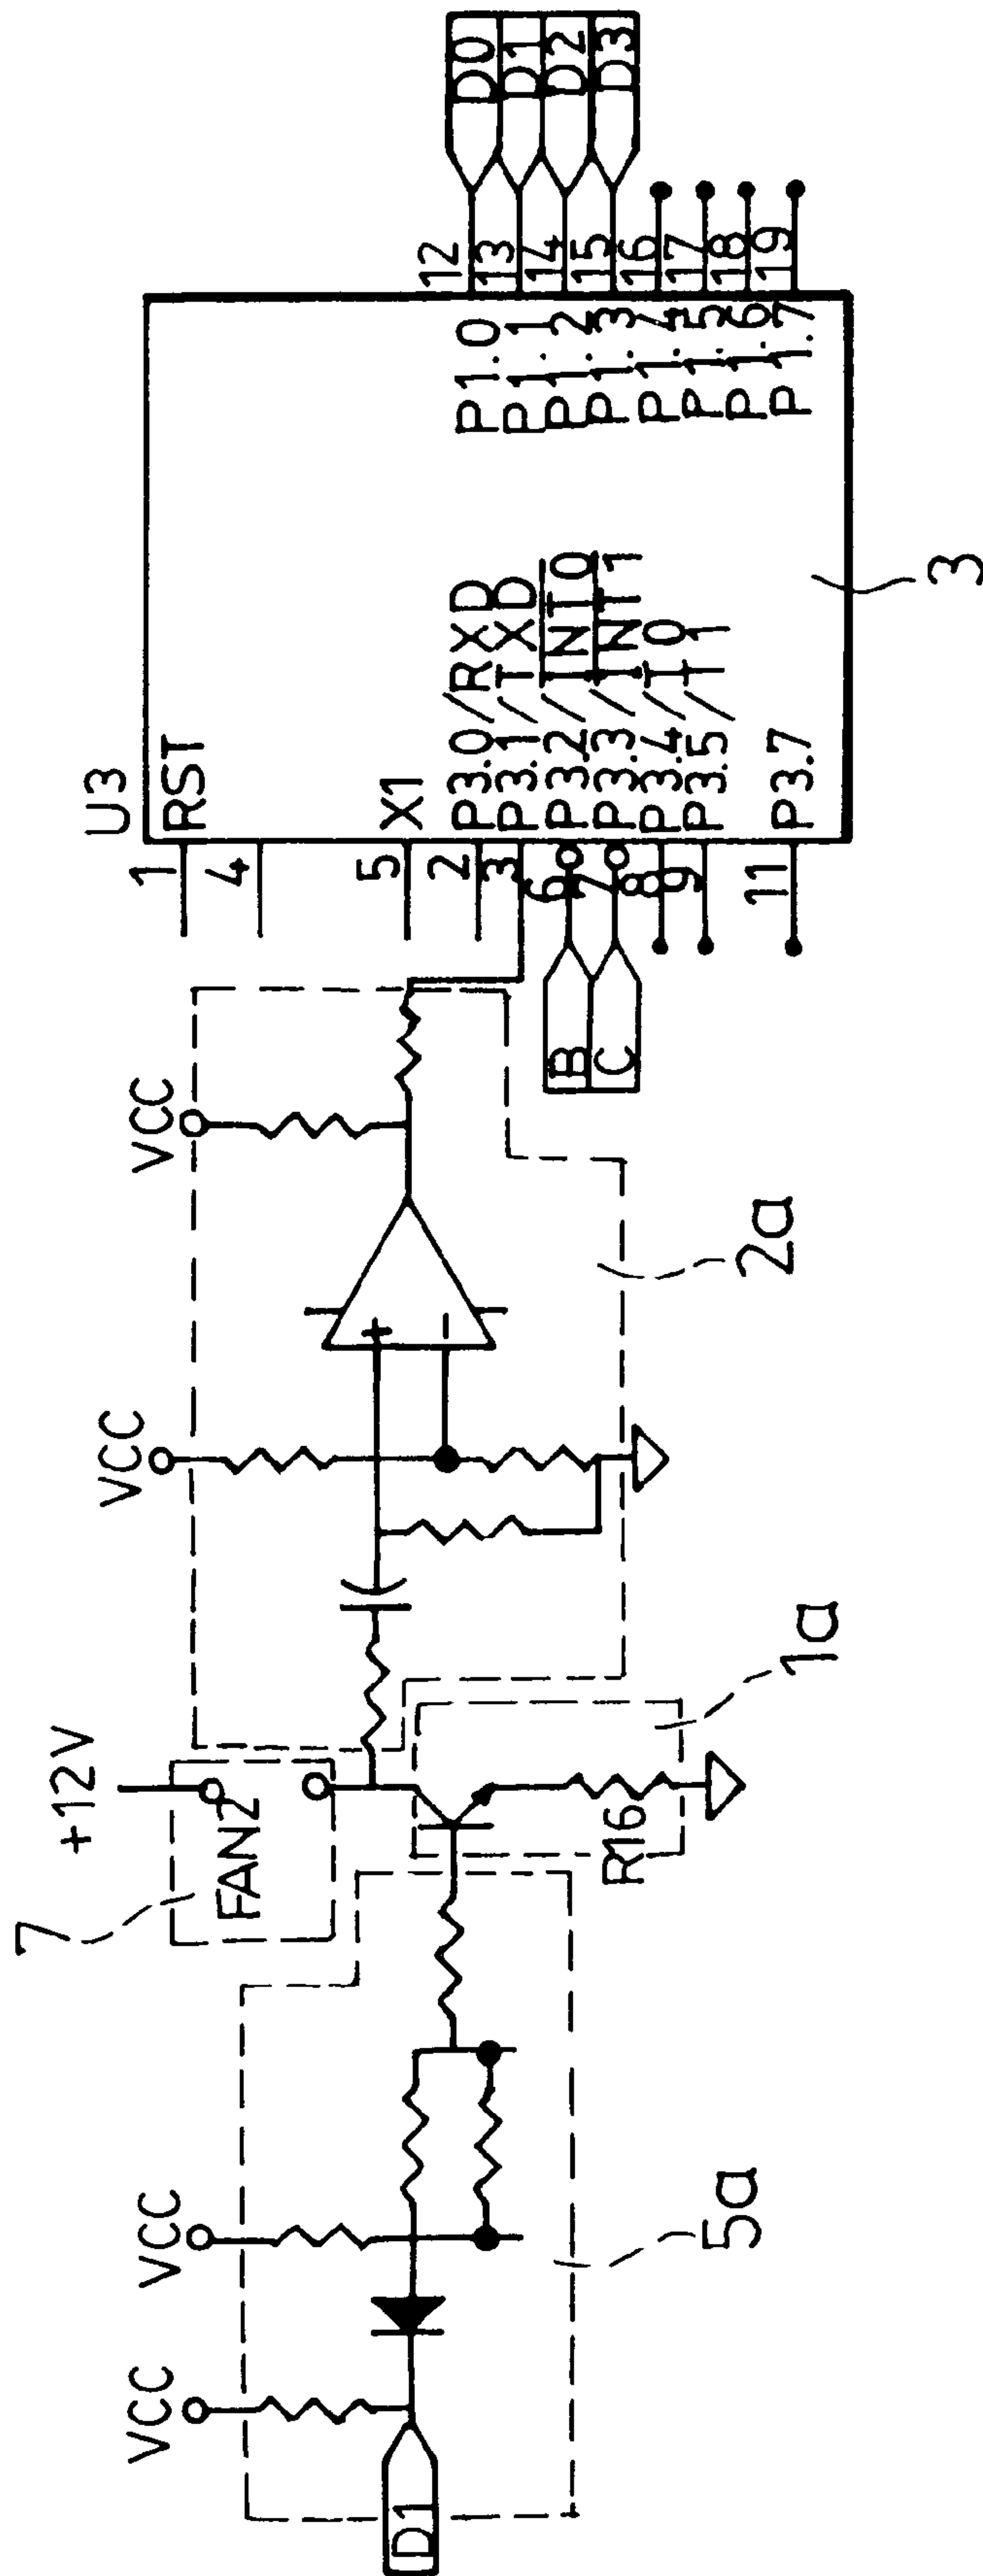 D1
VCC
VCC
5a
7
+12V
FAN2
R16
1a
VCC
VCC
+
-
2a
B
C
U3
1
RST
4
5
X1
2
P3.0/RXD
3
P3.1/TXD
6
P3.2/INT0
7
P3.3/INT1
8
P3.4/T0
9
P3.5/T1
11
P3.7
P1.0
12
D0
P1.1
13
D1
P1.2
14
D2
P1.3
15
D3
P1.4
16
P1.5
17
P1.6
18
P1.7
19
3